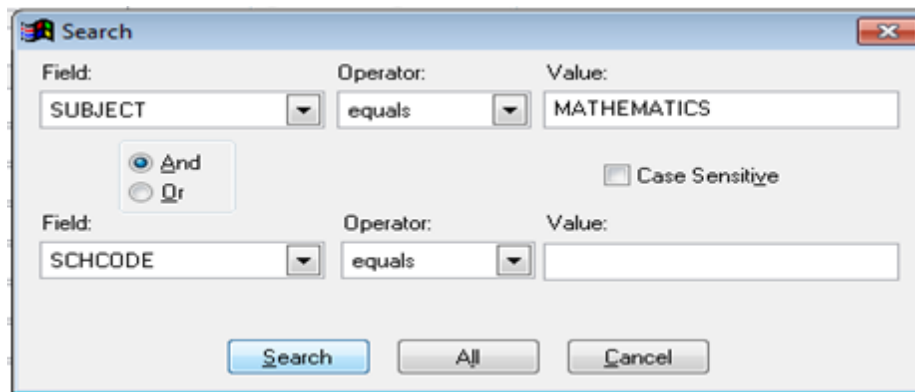 Search
Field: Operator: Value:
SUBJECT equals MATHEMATICS
And
Or
Case Sensitive
Field: Operator: Value:
SCHCODE equals
Search All Cancel